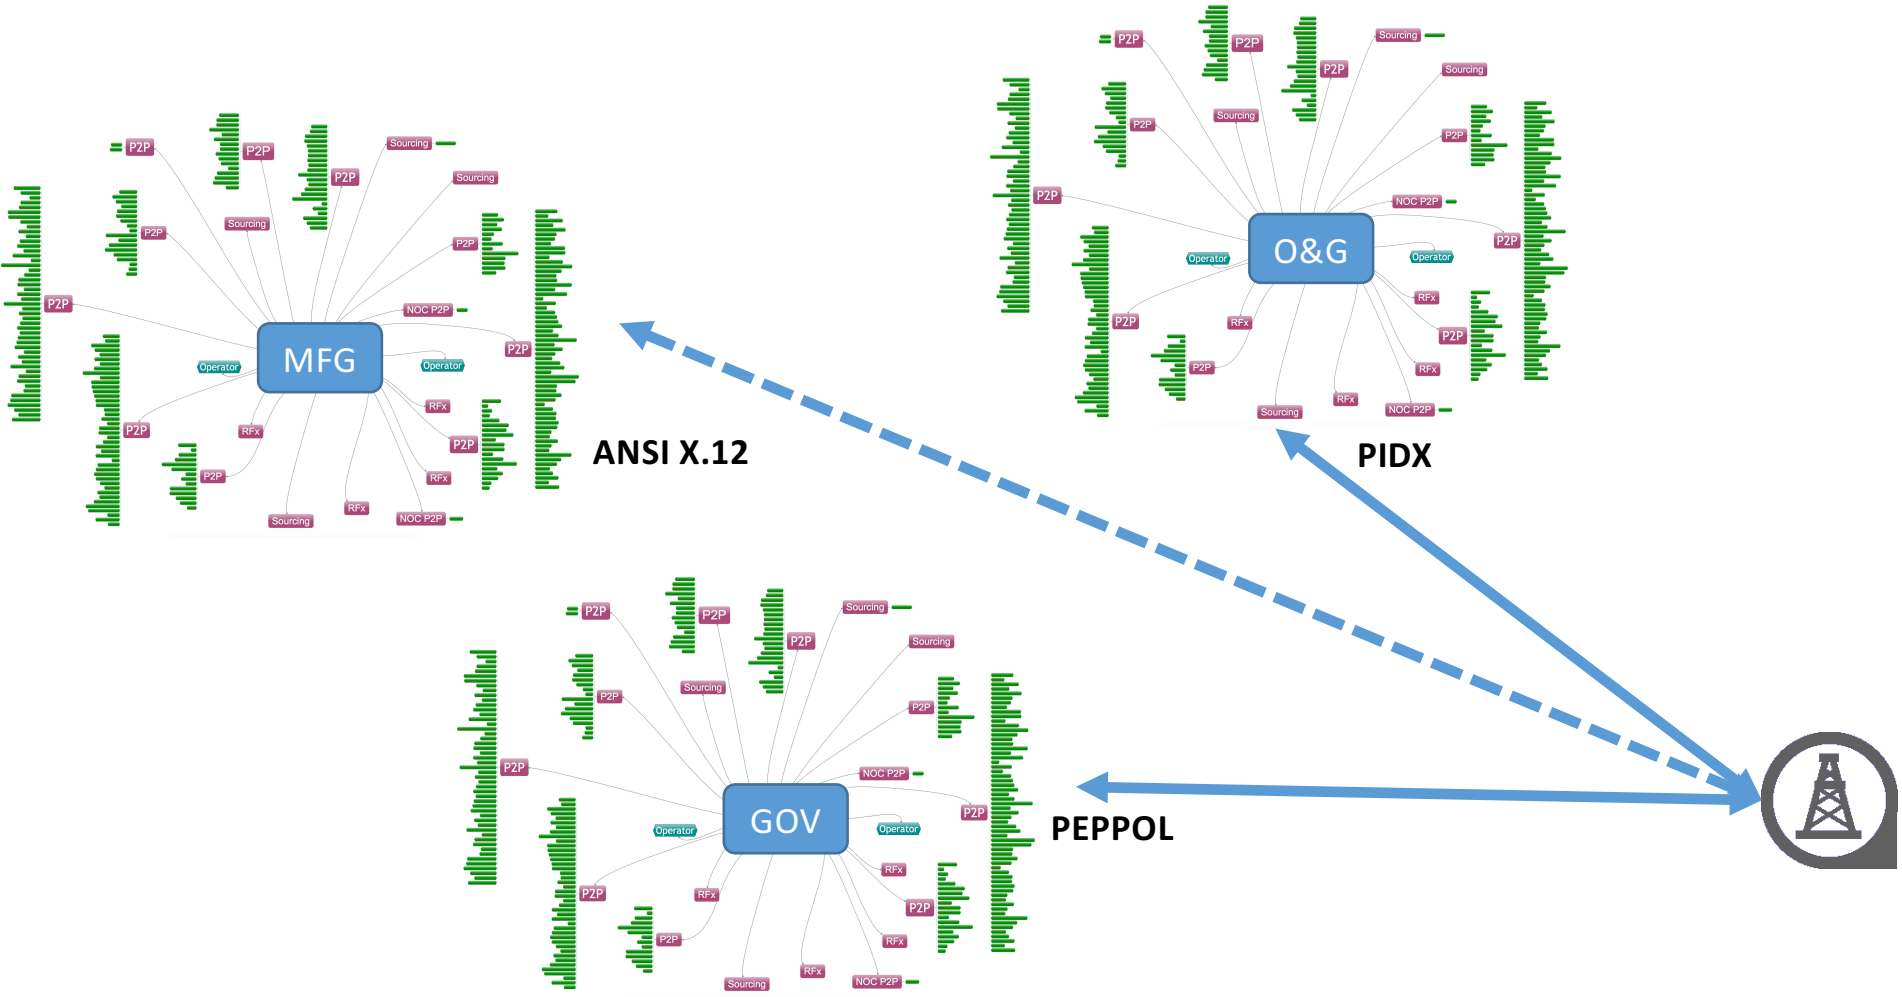 P2P
P2P
P2P
Sourcing
Sourcing
P2P
Sourcing
P2P
P2P
NOC P2P
P2P
Operator
MFG
Operator
P2P
RFx
RFx
P2P
P2P
RFx
Sourcing
RFx
NOC P2P
ANSI X.12
P2P
P2P
P2P
Sourcing
Sourcing
P2P
Sourcing
P2P
P2P
NOC P2P
P2P
Operator
O&G
Operator
P2P
RFx
RFx
P2P
P2P
RFx
Sourcing
RFx
NOC P2P
PIDX
P2P
P2P
P2P
Sourcing
Sourcing
P2P
Sourcing
P2P
P2P
NOC P2P
P2P
Operator
GOV
Operator
P2P
RFx
RFx
P2P
P2P
RFx
Sourcing
RFx
NOC P2P
PEPPOL